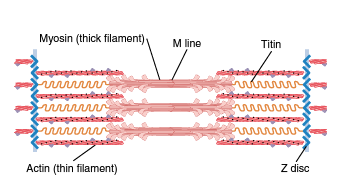 Myosin (thick filament)
M line
Titin
Actin (thin filament)
Z disc